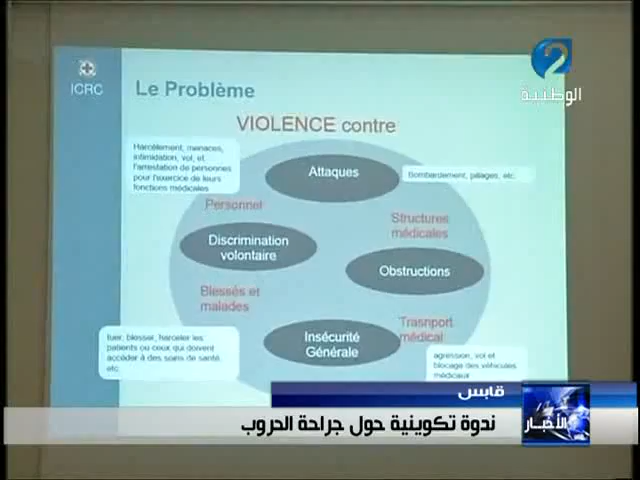 2
الوطنية
ICRC
Le Problème
VIOLENCE contre
Harcèlement, menaces,
intimidation, vol, et
l'arrestation de personnes
pour l'exercice de leurs
fonctions médicales
Attaques
Bombardement, pillages, etc.
Personnel
Structures
médicales
Discrimination
volontaire
Obstructions
Blessés et
malades
Trasnport
médical
Insécurité
Générale
tuer, blesser, harceler les
patients ou ceux qui doivent
accéder à des soins de santé,
etc
agression, vol et
blocage des véhicules
médicaux
قابس
ندوة تكوينية حول جراحة الحروب
الأخبار